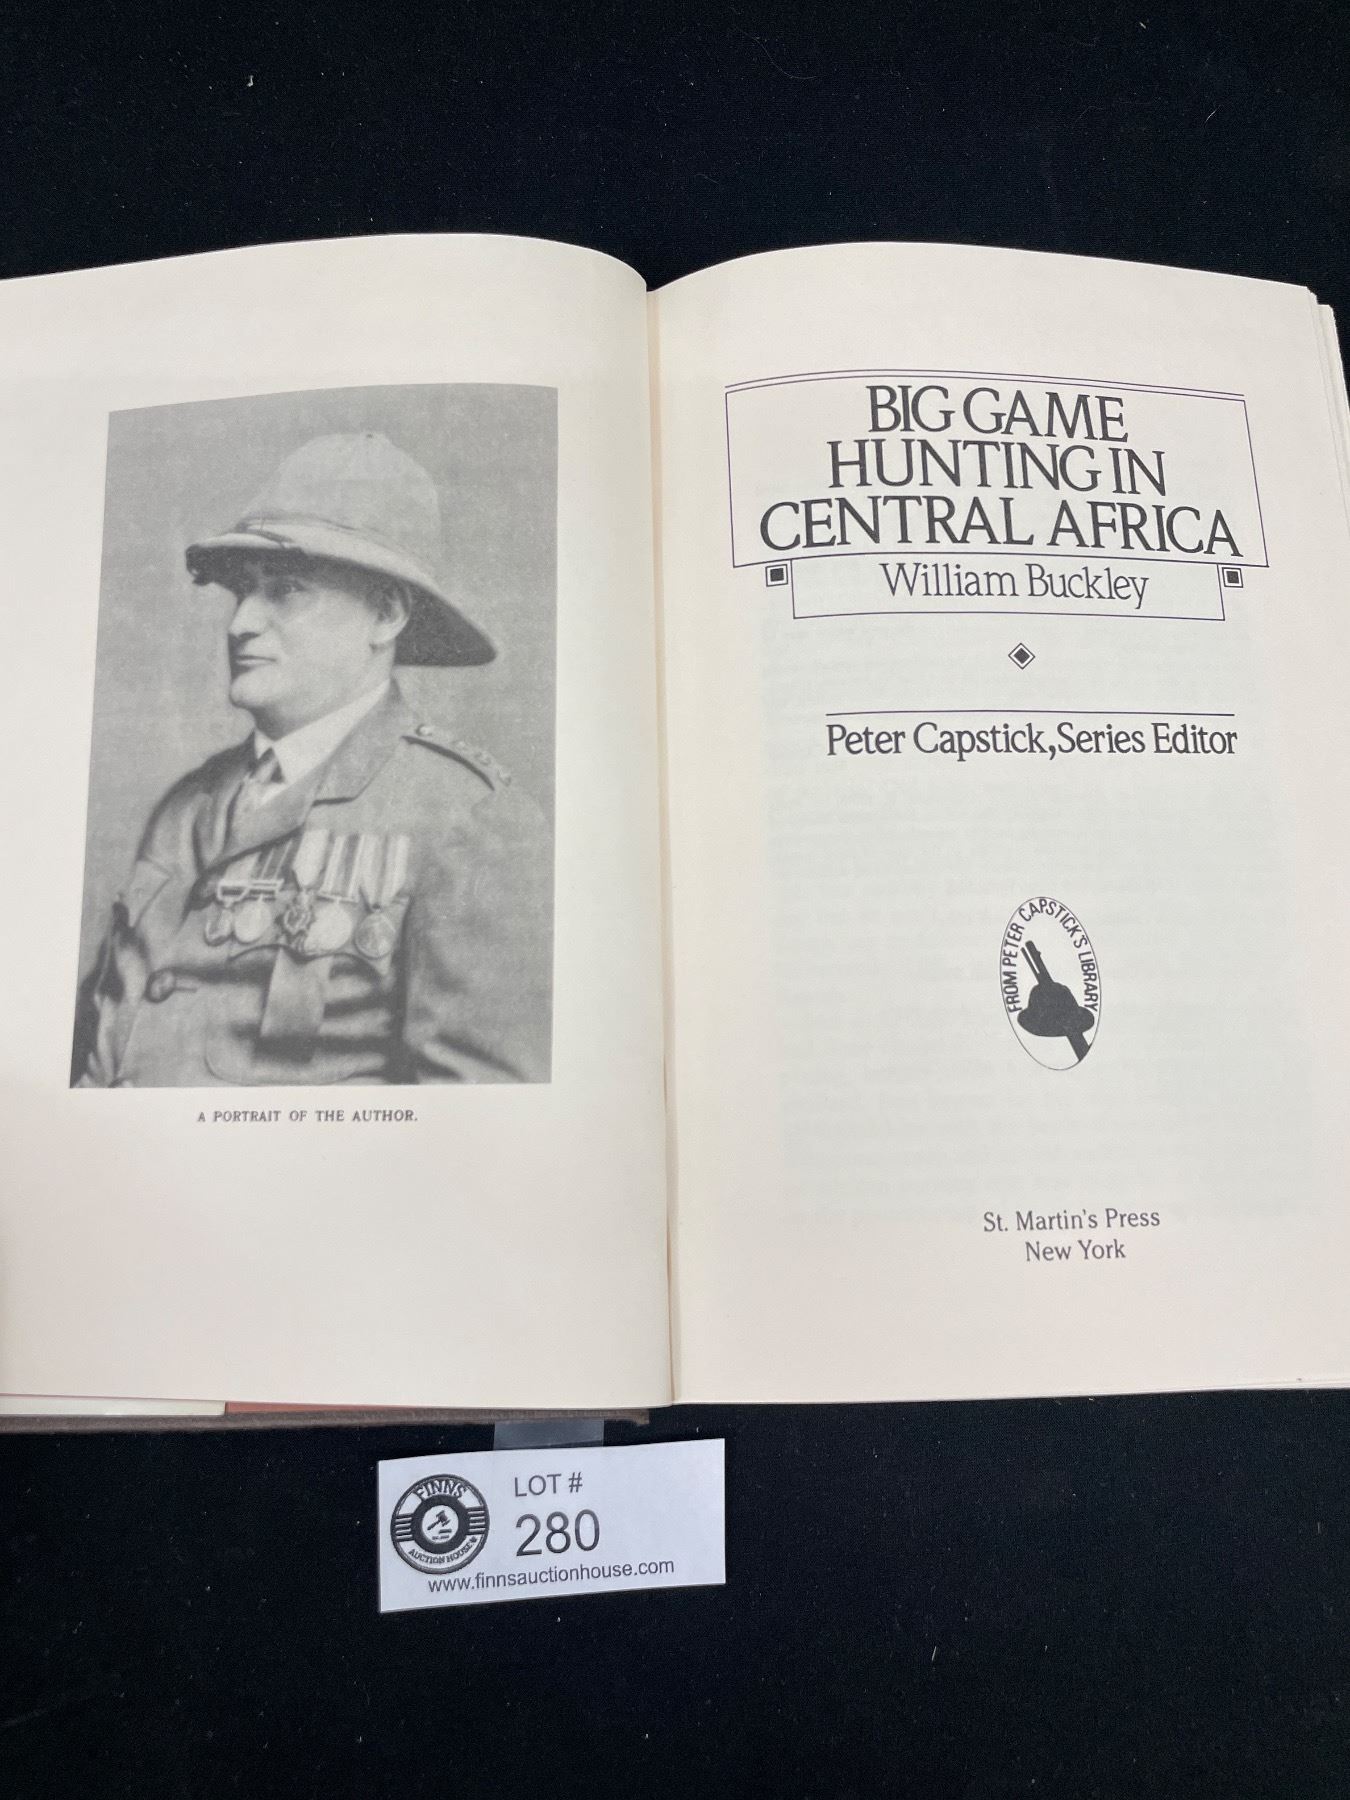 A PORTRAIT OF THE AUTHOR.
BIG GAME
HUNTING IN
CENTRAL AFRICA
William Buckley
Peter Capstick, Series Editor
FROM PETER CAPSTICK'S LIBRARY
St. Martin's Press
New York
FINNS
AUCTION HOUSE
LOT #
280
www.finnsauctionhouse.com